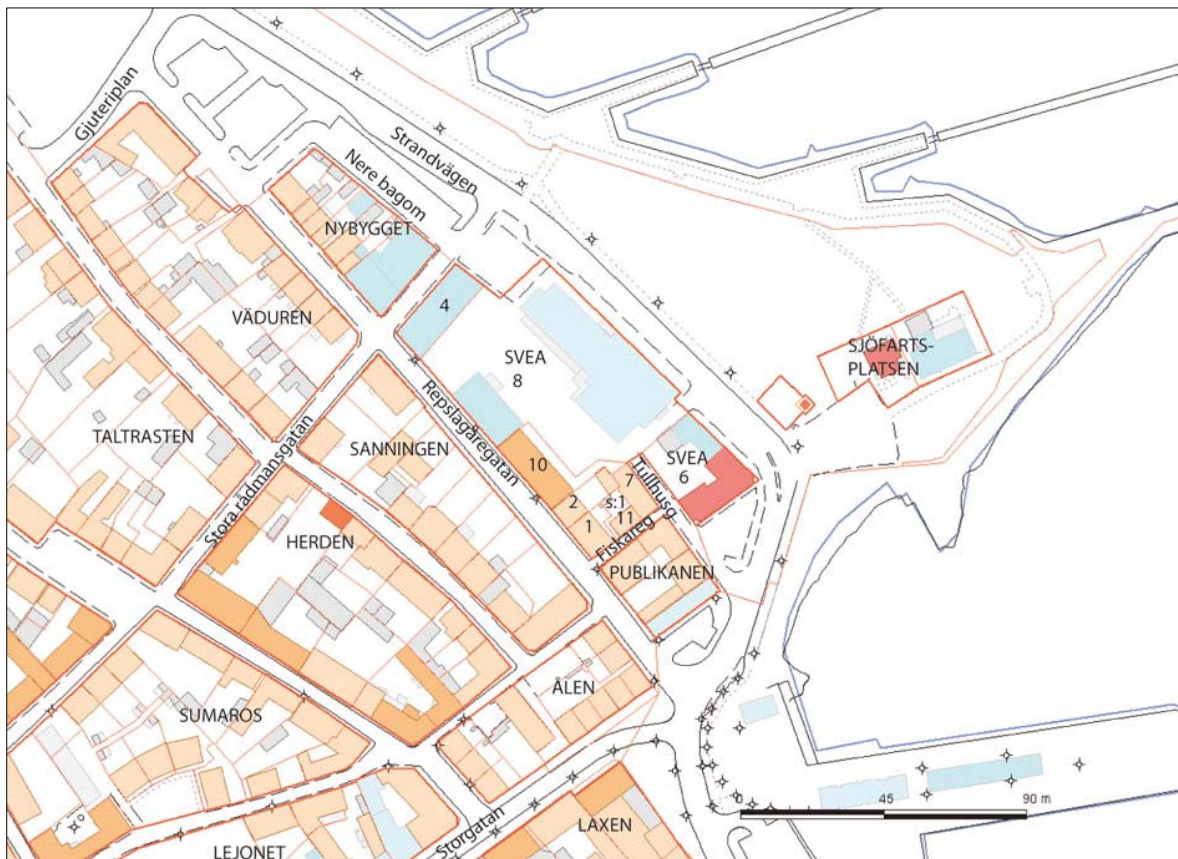 Gjuteriplan
Strandvägen
Nere bagom
NYBYGGET
4
VÄDUREN
SVEA
8
SJÖFARTS-
PLATSEN
Repslagaregatan
TALTRASTEN
Stora rådmansgatan
SANNINGEN
9
10
SVEA
6
Tullhusg
7
2
s:1
1
11
Fiskareg
HERDEN
PUBLIKANEN
ÅLEN
SUMAROS
0
45
90 m
Storgatan
LAXEN
LEJONET